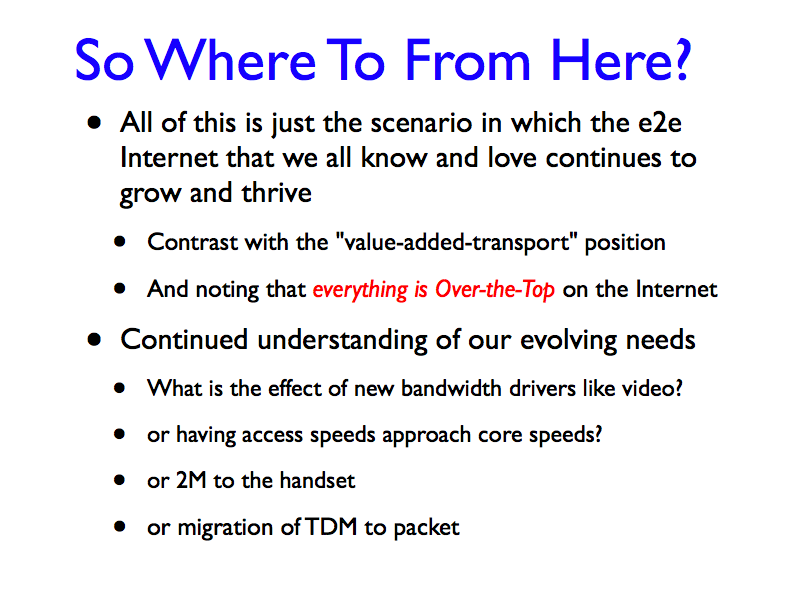 So Where To From Here?
• All of this is just the scenario in which the e2e
Internet that we all know and love continues to
grow and thrive
• Contrast with the "value-added-transport" position
• And noting that everything is Over-the-Top on the Internet
• Continued understanding of our evolving needs
• What is the effect of new bandwidth drivers like video?
• or having access speeds approach core speeds?
• or 2M to the handset
• or migration of TDM to packet